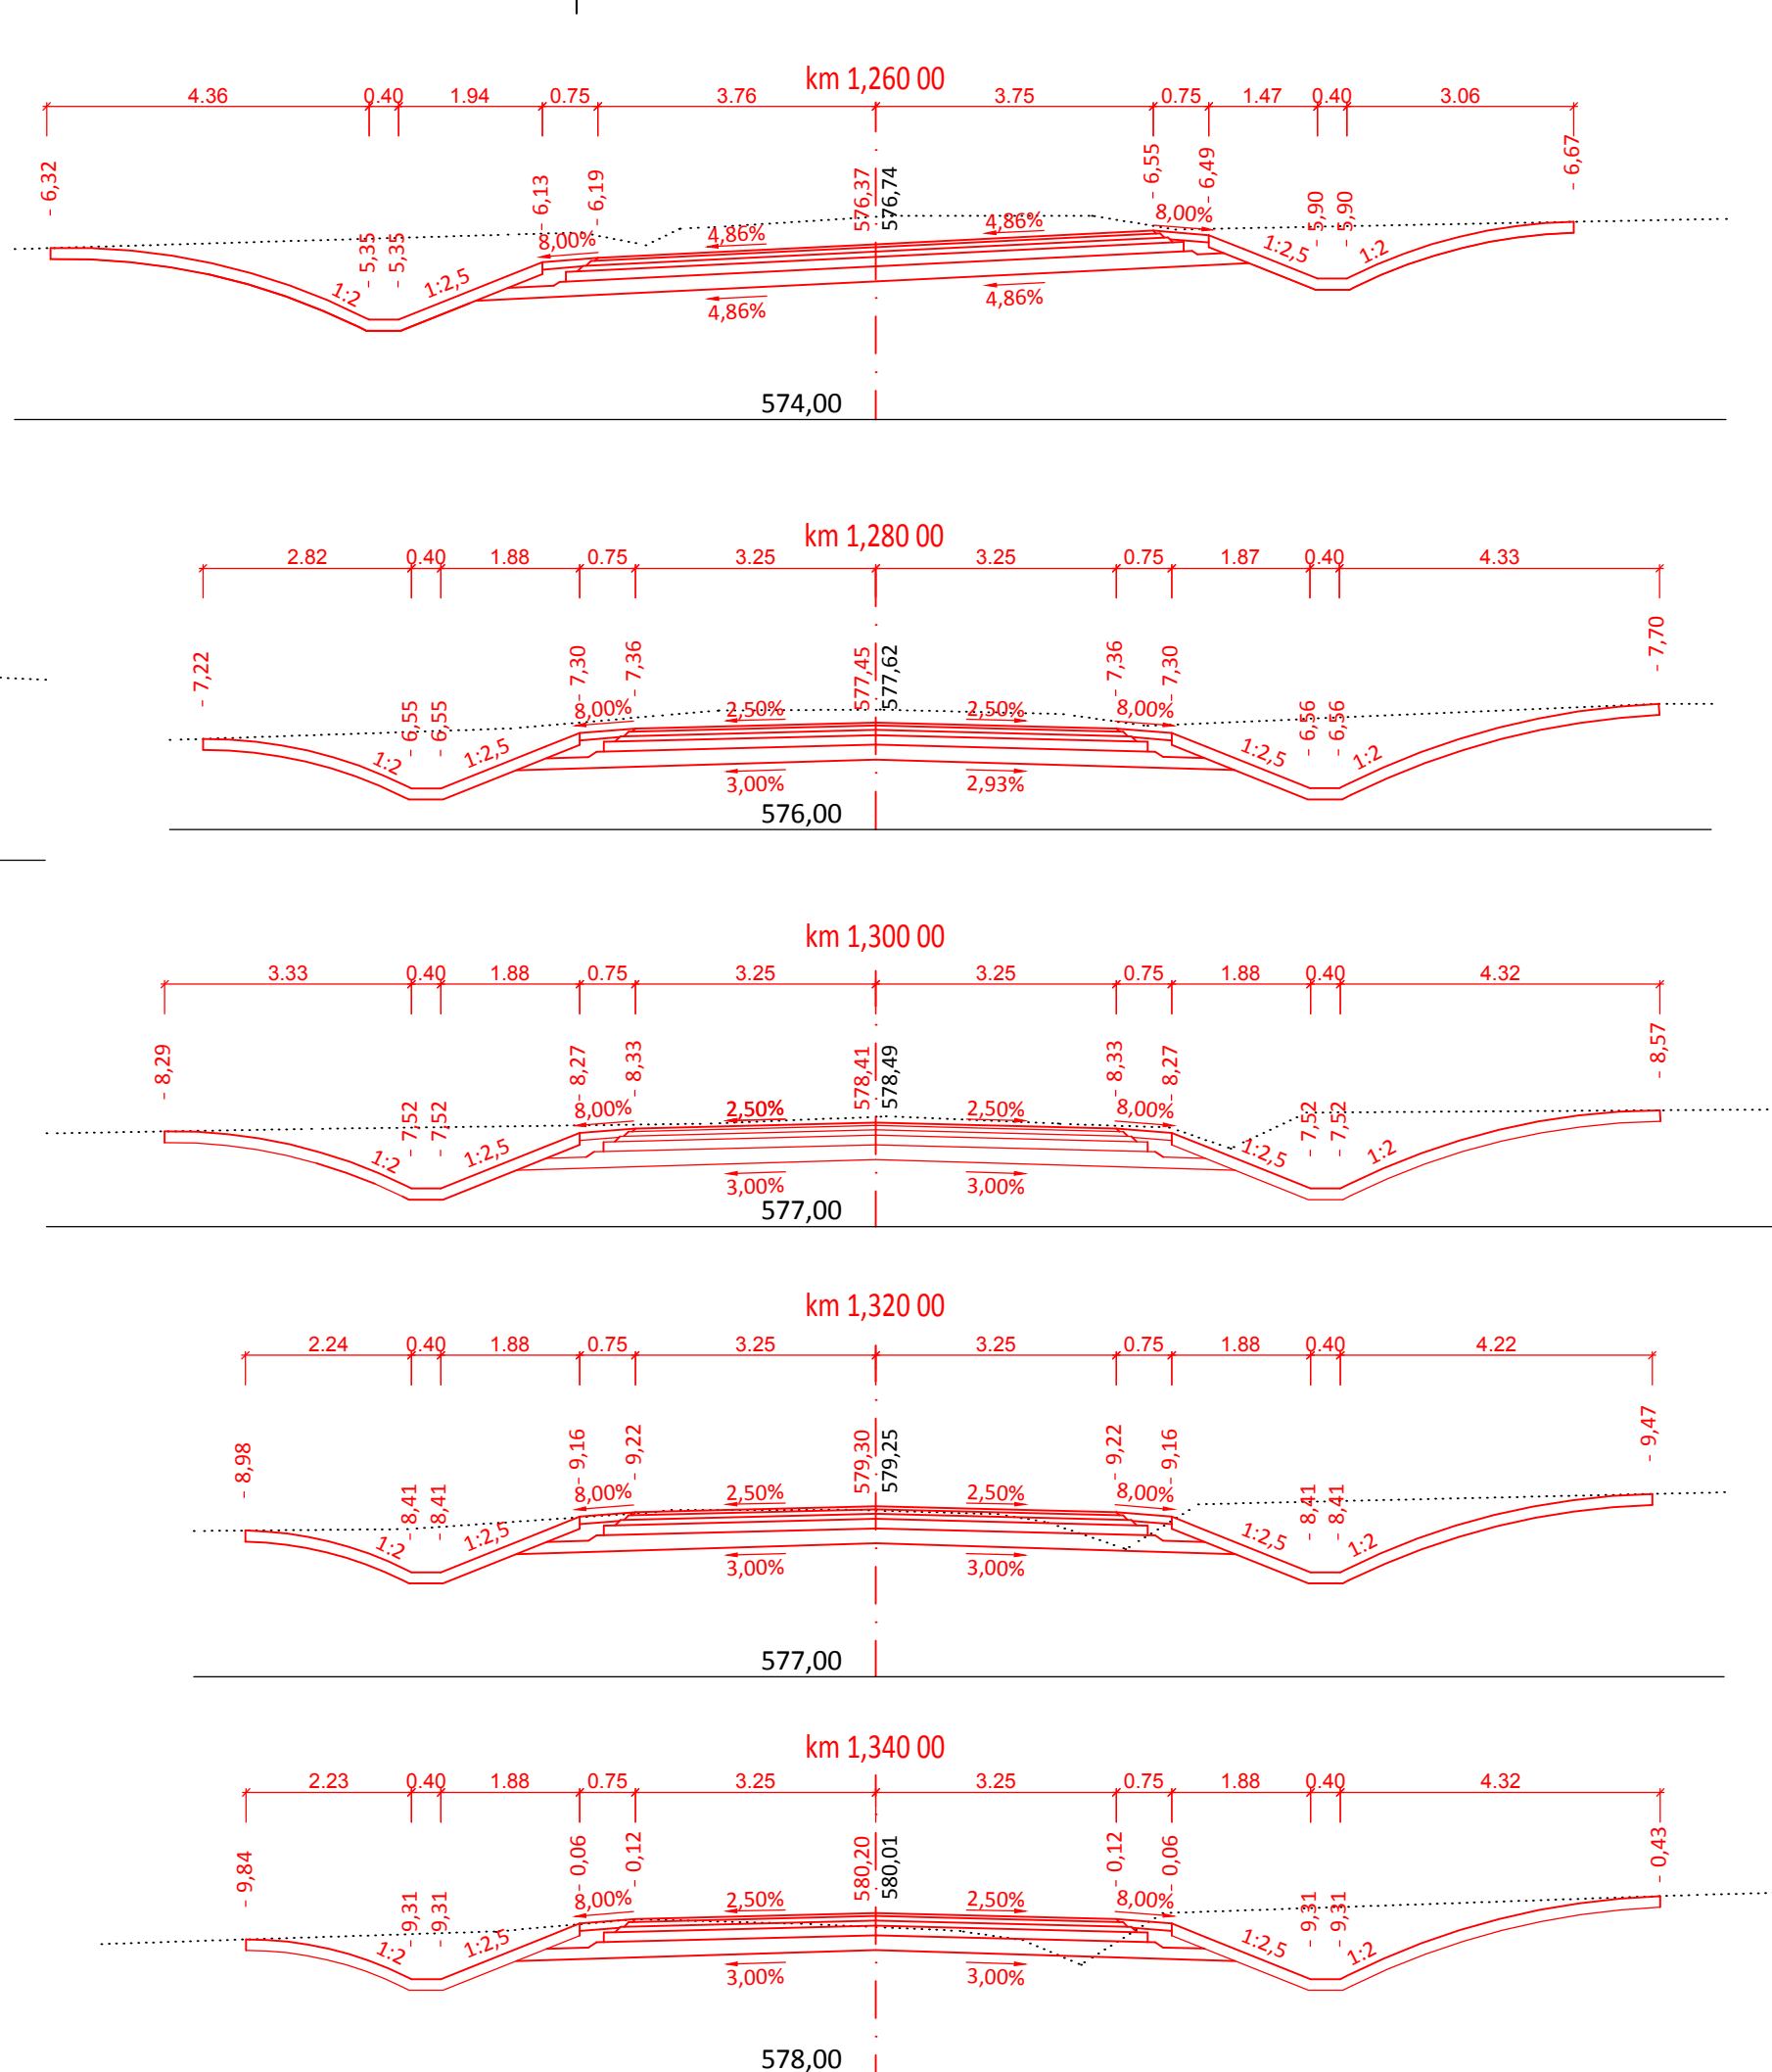 km 1,260 00
4.36 0.40 1.94 0.75 3.76 3.75 0.75 1.47 0.40 3.06
- 6,32 - 5,35 - 5,35 - 6,13 - 6,19 576,37 576,74 - 6,55 - 6,49 - 5,90 - 5,90 - 6,67
1:2 1:2,5 8,00% 4,86% 4,86% 8,00% 1:2,5 1:2
4,86% 4,86%
574,00
km 1,280 00
2.82 0.40 1.88 0.75 3.25 3.25 0.75 1.87 0.40 4.33
- 7,22 - 6,55 - 6,55 - 7,30 - 7,36 577,45 577,62 - 7,36 - 7,30 - 6,56 - 6,56 - 7,70
1:2 1:2,5 8,00% 2,50% 2,50% 8,00% 1:2,5 1:2
3,00% 2,93%
576,00
km 1,300 00
3.33 0.40 1.88 0.75 3.25 3.25 0.75 1.88 0.40 4.32
- 8,29 - 7,52 - 7,52 - 8,27 - 8,33 578,41 578,49 - 8,33 - 8,27 - 7,52 - 7,52 - 8,57
1:2 1:2,5 8,00% 2,50% 2,50% 8,00% 1:2,5 1:2
3,00% 3,00%
577,00
km 1,320 00
2.24 0.40 1.88 0.75 3.25 3.25 0.75 1.88 0.40 4.22
- 8,98 - 8,41 - 8,41 - 9,16 - 9,22 579,30 579,25 - 9,22 - 9,16 - 8,41 - 8,41 - 9,47
1:2 1:2,5 8,00% 2,50% 2,50% 8,00% 1:2,5 1:2
3,00% 3,00%
577,00
km 1,340 00
2.23 0.40 1.88 0.75 3.25 3.25 0.75 1.88 0.40 4.32
- 9,84 - 9,31 - 9,31 - 0,06 - 0,12 580,20 580,01 - 0,12 - 0,06 - 9,31 - 9,31 - 0,43
1:2 1:2,5 8,00% 2,50% 2,50% 8,00% 1:2,5 1:2
3,00% 3,00%
578,00